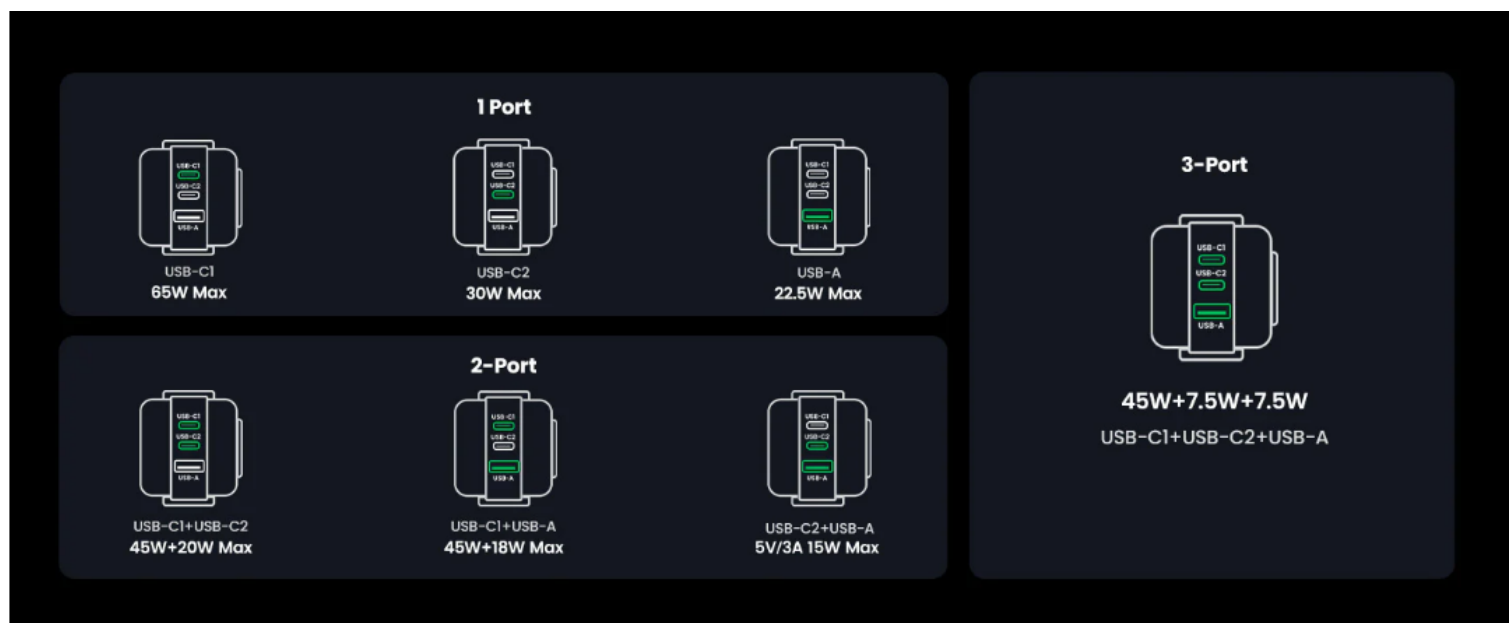 1 Port
USB-C1
USB-C2
USB-A
USB-C1
65W Max
USB-C1
USB-C2
USB-A
USB-C2
30W Max
USB-C1
USB-C2
USB-A
USB-A
22.5W Max
2-Port
USB-C1
USB-C2
USB-A
USB-C1+USB-C2
45W+20W Max
USB-C1
USB-C2
USB-A
USB-C1+USB-A
45W+18W Max
USB-C1
USB-C2
USB-A
USB-C2+USB-A
5V/3A 15W Max
3-Port
USB-C1
USB-C2
USB-A
45W+7.5W+7.5W
USB-C1+USB-C2+USB-A